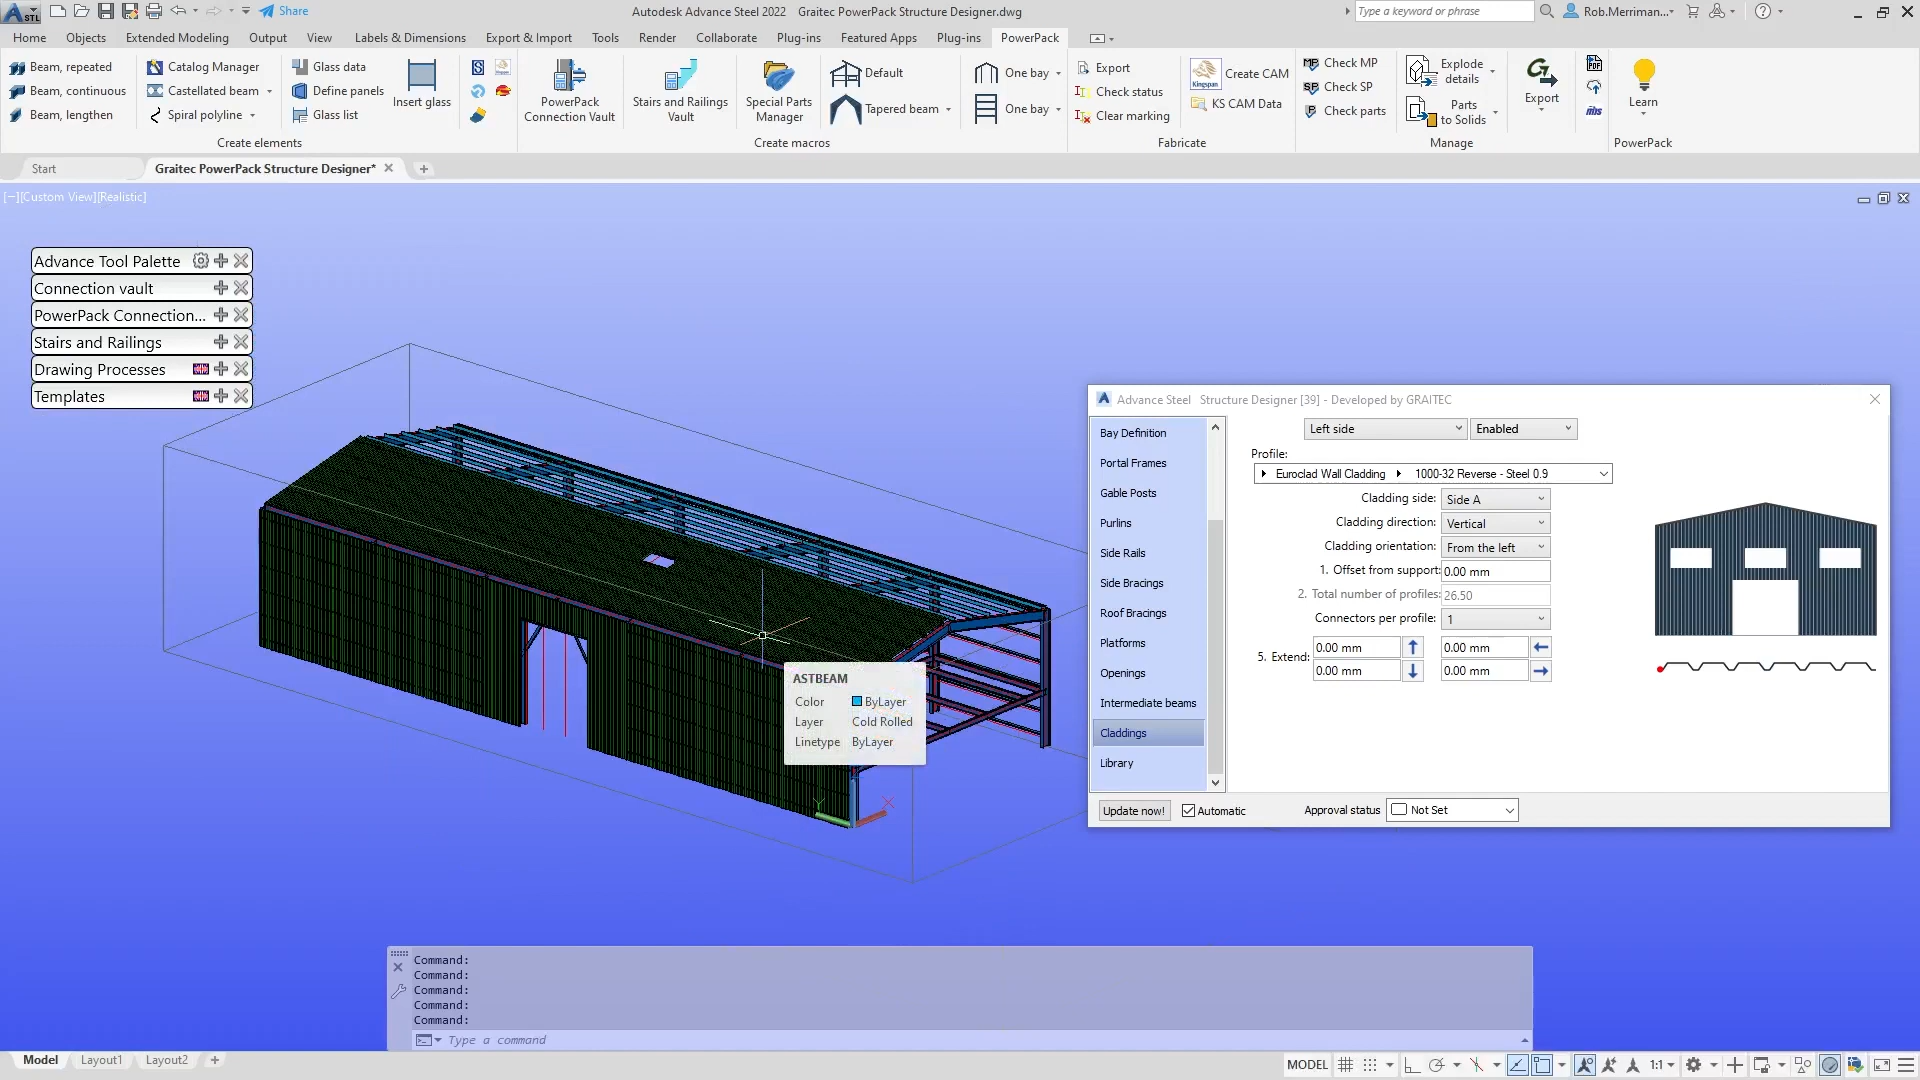 STL
Share
Autodesk Advance Steel 2022 Graitec PowerPack Structure Designer.dwg
Type a keyword or phrase
Rob.Merriman...
Home Objects Extended Modeling Output View Labels & Dimensions Export & Import Tools Render Collaborate Plug-ins Featured Apps Plug-ins PowerPack
Beam, repeated
Beam, continuous
Beam, lengthen
Catalog Manager
Castellated beam
Spiral polyline
Glass data
Define panels
Glass list
Insert glass
Create elements
PowerPack
Connection Vault
Stairs and Railings
Vault
Special Parts
Manager
Default
Tapered beam
One bay
One bay
Create macros
Export
Check status
Clear marking
Kingspan
Create CAM
KS CAM Data
Fabricate
MP Check MP
SP Check SP
P Check parts
Explode
details
Parts
to Solids
Manage
Export
PDF
ms
Learn
PowerPack
Start
Graitec PowerPack Structure Designer*
[−][Custom View][Realistic]
Advance Tool Palette
Connection vault
PowerPack Connection...
Stairs and Railings
Drawing Processes
Templates
ASTBEAM
Color ByLayer
Layer Cold Rolled
Linetype ByLayer
Y X
Advance Steel Structure Designer [39] - Developed by GRAITEC
Bay Definition
Portal Frames
Gable Posts
Purlins
Side Rails
Side Bracings
Roof Bracings
Platforms
Openings
Intermediate beams
Claddings
Library
Left side Enabled
Profile:
Euroclad Wall Cladding 1000-32 Reverse - Steel 0.9
Cladding side: Side A
Cladding direction: Vertical
Cladding orientation: From the left
1. Offset from support: 0.00 mm
2. Total number of profiles: 26.50
Connectors per profile: 1
5. Extend: 0.00 mm 0.00 mm
0.00 mm 0.00 mm
Update now! Automatic Approval status Not Set
Command:
Command:
Command:
Command:
Command:
Type a command
Model Layout1 Layout2
MODEL 1:1